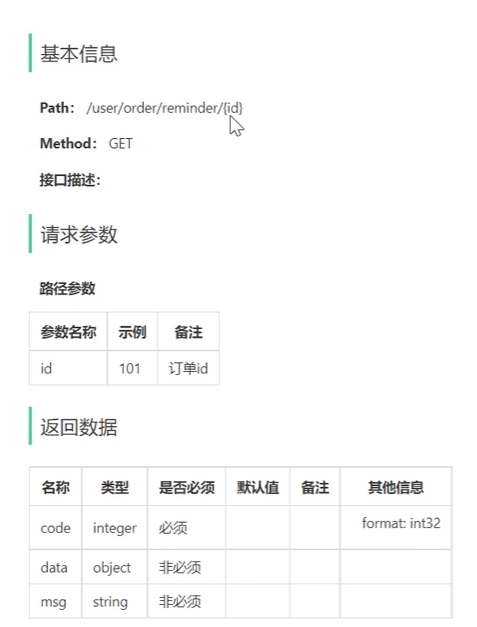 基本信息
Path: /user/order/reminder/{id}
Method: GET
接口描述:
请求参数
路径参数
参数名称 示例 备注
id 101 订单id
返回数据
名称 类型 是否必须 默认值 备注 其他信息
code integer 必须 format: int32
data object 非必须
msg string 非必须